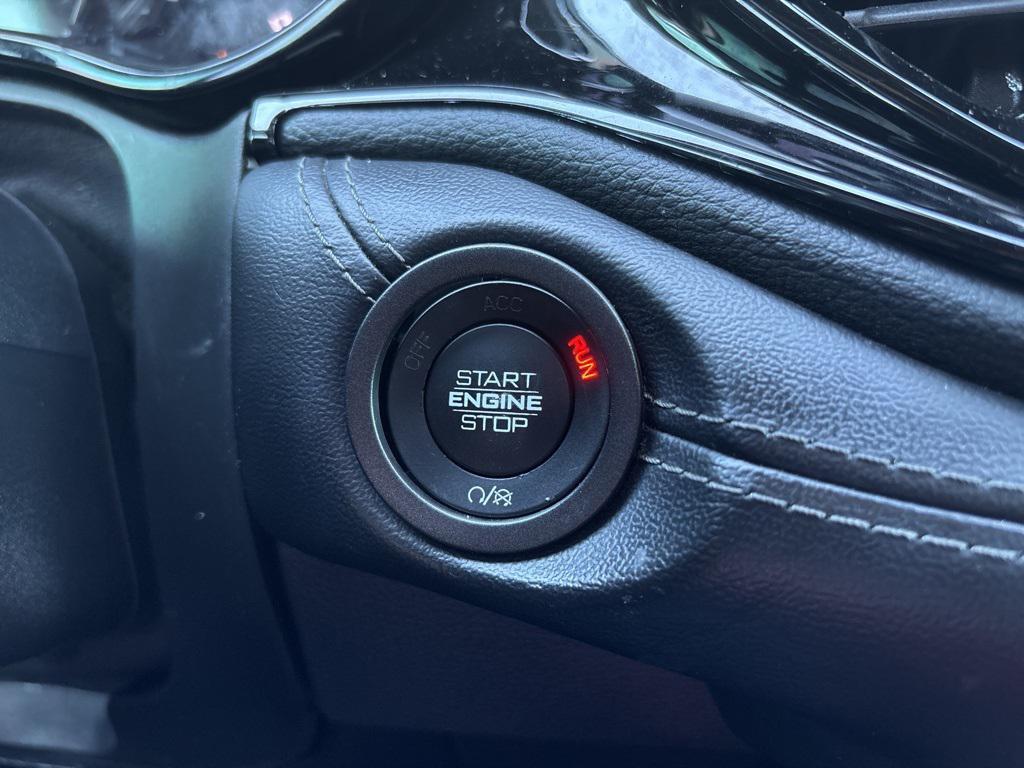 ACC
OFF
RUN
START
ENGINE
STOP